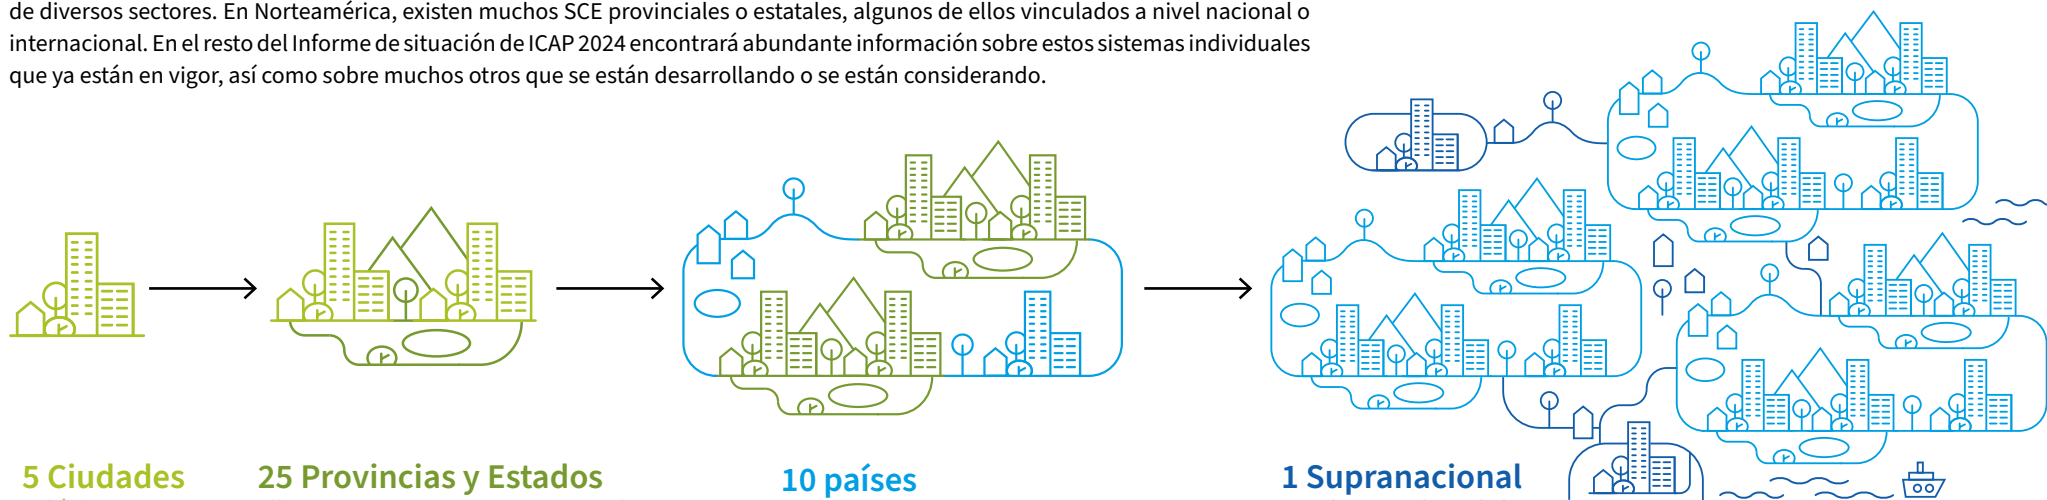 de diversos sectores. En Norteamérica, existen muchos SCE provinciales o estatales, algunos de ellos vinculados a nivel nacional o
internacional. En el resto del Informe de situación de ICAP 2024 encontrará abundante información sobre estos sistemas individuales
que ya están en vigor, así como sobre muchos otros que se están desarrollando o se están considerando.
5 Ciudades
25 Provincias y Estados
10 países
1 Supranacional